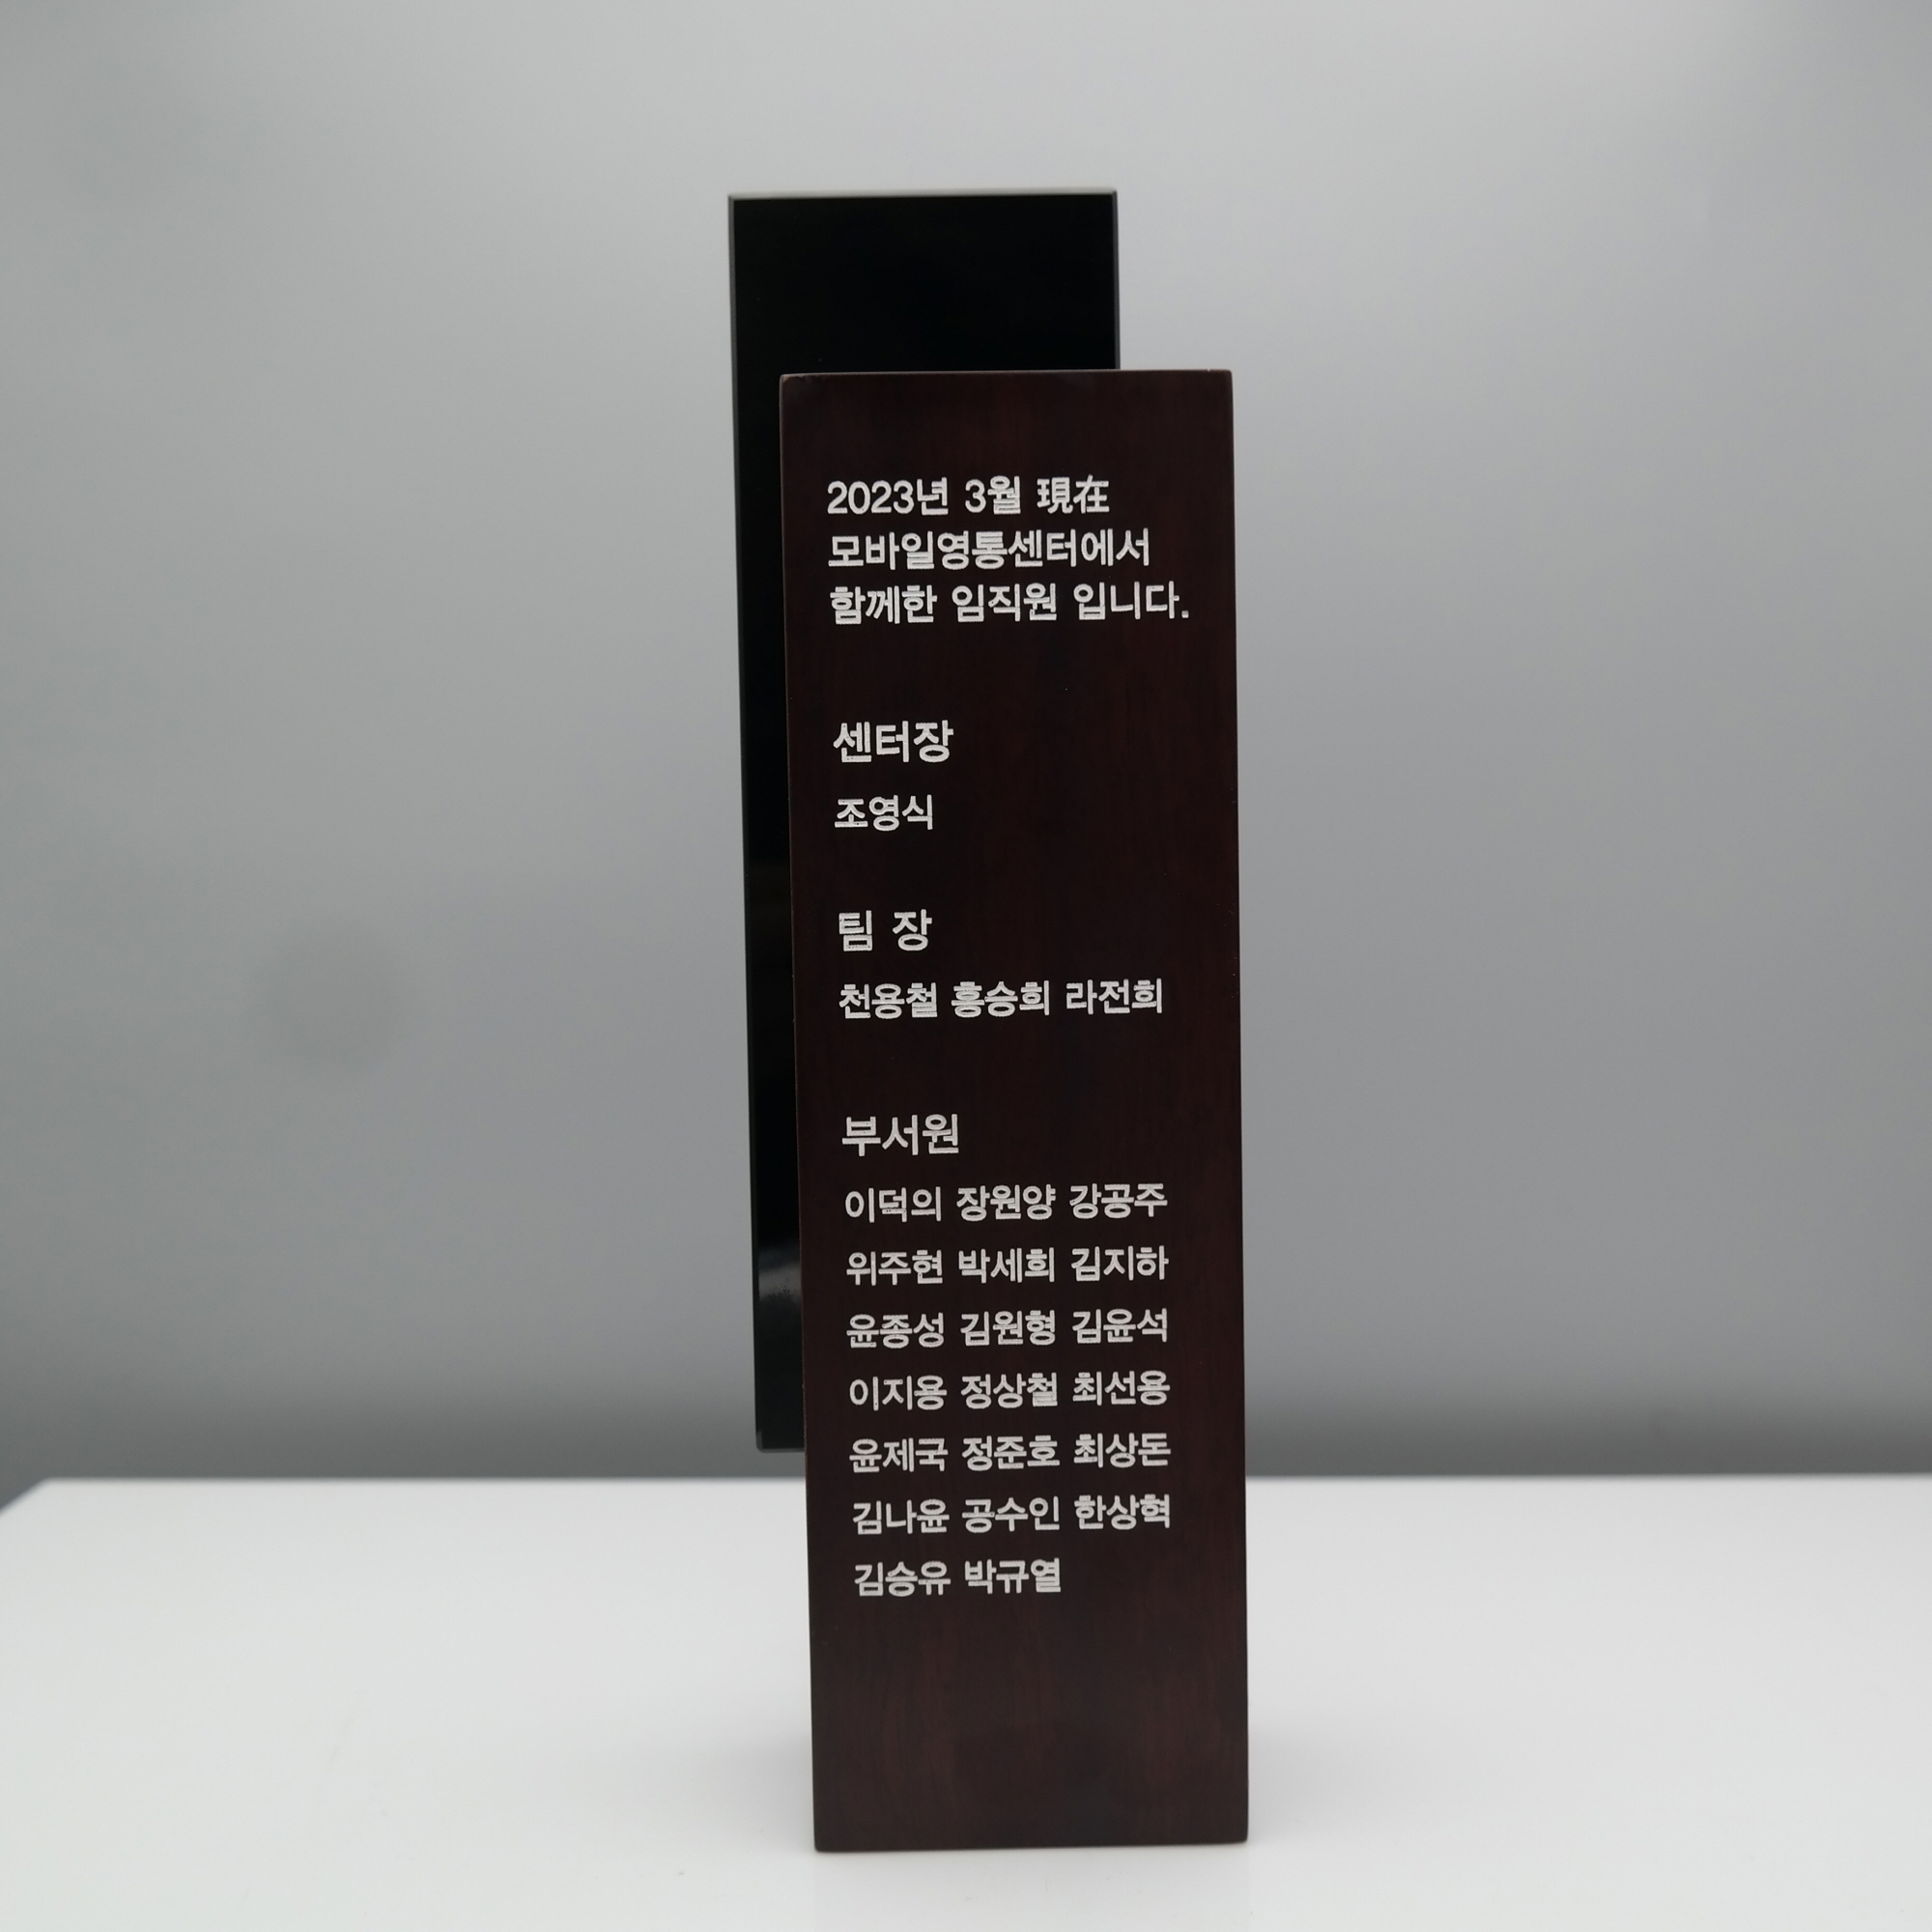 2023년 3월 現在
모바일영통센터에서
함께한 임직원 입니다.
센터장
조영식
팀 장
천용철 홍승희 라전희
부서원
이덕의 장원양 강공주
위주현 박세희 김지하
윤종성 김원형 김윤석
이지용 정상철 최선용
윤제국 정준호 최상돈
김나윤 공수인 한상혁
김승유 박규열